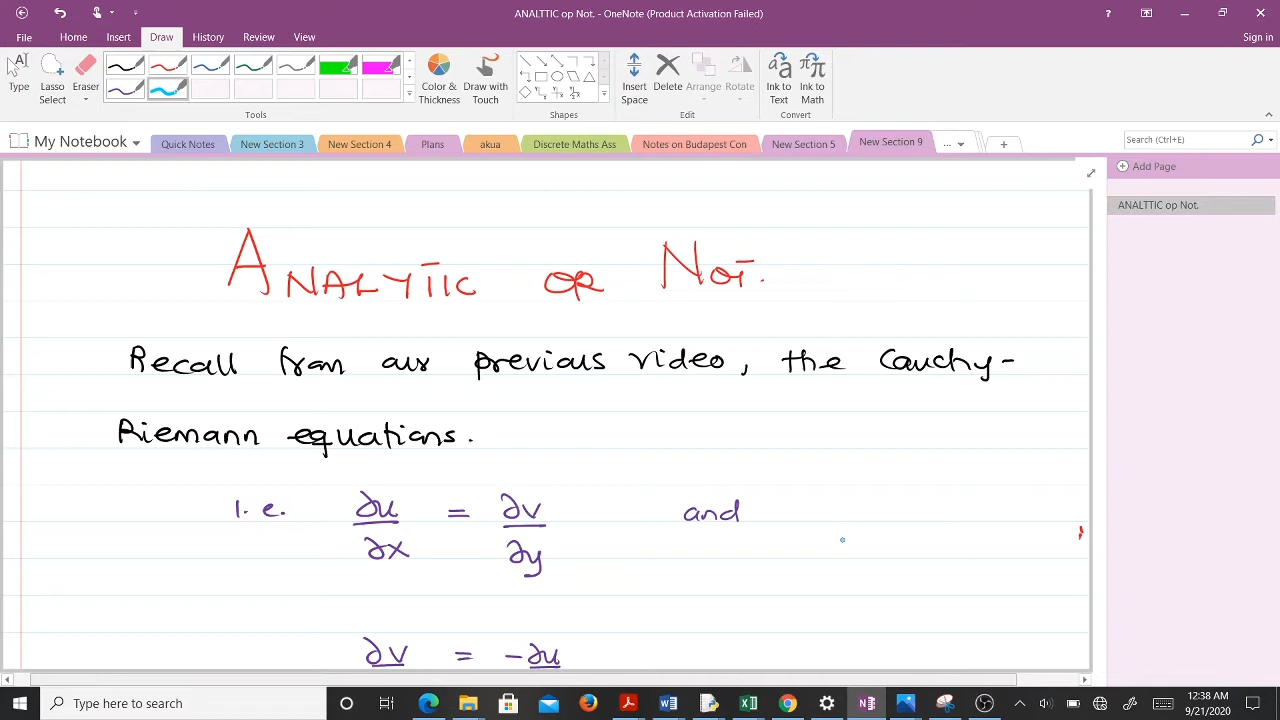 ANALTTIC op Not. - OneNote (Product Activation Failed)
?
File Home Insert Draw History Review View Sign in
Type
Lasso Select
Eraser
Color & Thickness
Draw with Touch
Insert Space
Delete
Arrange
Rotate
Ink to Text
Ink to Math
Tools Shapes Edit Convert
My Notebook Quick Notes New Section 3 New Section 4 Plans akua Discrete Maths Ass Notes on Budapest Con New Section 5 New Section 9 ... + Search (Ctrl+E)
Add Page
ANALTTIC op Not.
ANALYTIC OR NOT.
Recall from our previous video, the Cauchy-
Riemann equations.
i.e. ∂u/∂x = ∂v/∂y and
∂v = -∂u
Type here to search
12:38 AM
9/21/2020